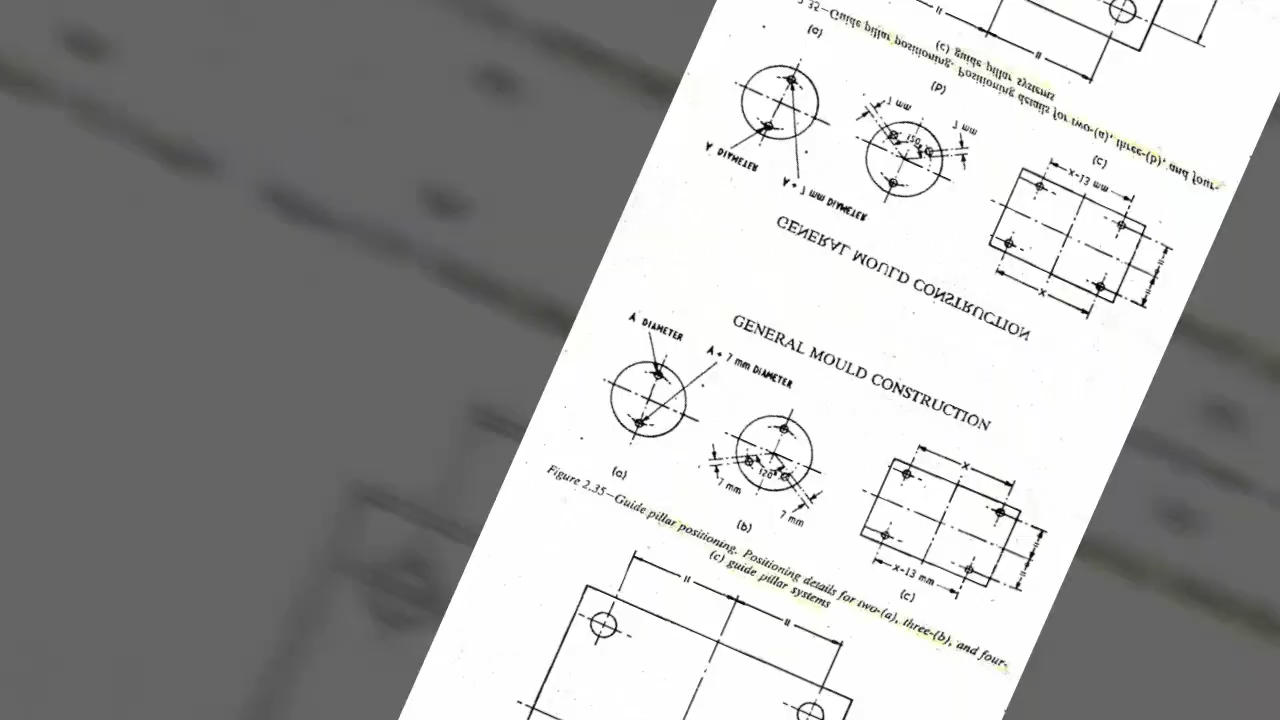 2.35—Guide pillar positioning. Positioning details for two-(a), three-(b), and four-
(c) guide pillar systems
(a)
(b)
(c)
7 mm
7 mm
120°
X-13 mm
A DIAMETER
A + 7 mm DIAMETER
X
GENERAL MOULD CONSTRUCTION
GENERAL MOULD CONSTRUCTION
A DIAMETER
A + 7 mm DIAMETER
X
120°
7 mm
7 mm
X-13 mm
(a)
(b)
(c)
Figure 2.35—Guide pillar positioning. Positioning details for two-(a), three-(b), and four-
(c) guide pillar systems